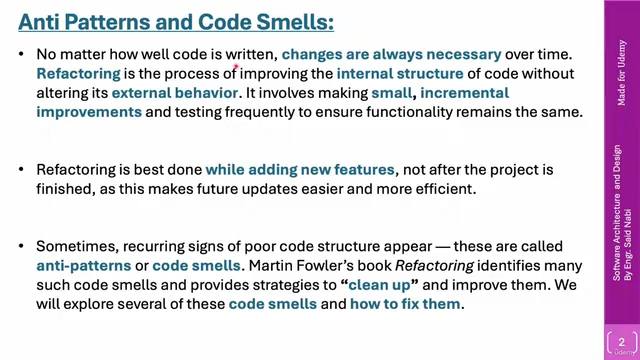 Anti Patterns and Code Smells:
• No matter how well code is written, changes are always necessary over time.
Refactoring is the process of improving the internal structure of code without
altering its external behavior. It involves making small, incremental
improvements and testing frequently to ensure functionality remains the same.
• Refactoring is best done while adding new features, not after the project is
finished, as this makes future updates easier and more efficient.
• Sometimes, recurring signs of poor code structure appear — these are called
anti-patterns or code smells. Martin Fowler's book Refactoring identifies many
such code smells and provides strategies to “clean up” and improve them. We
will explore several of these code smells and how to fix them.
Made for Udemy
Software Architecture and Design
By Engr. Said Nabi
2
Udemy